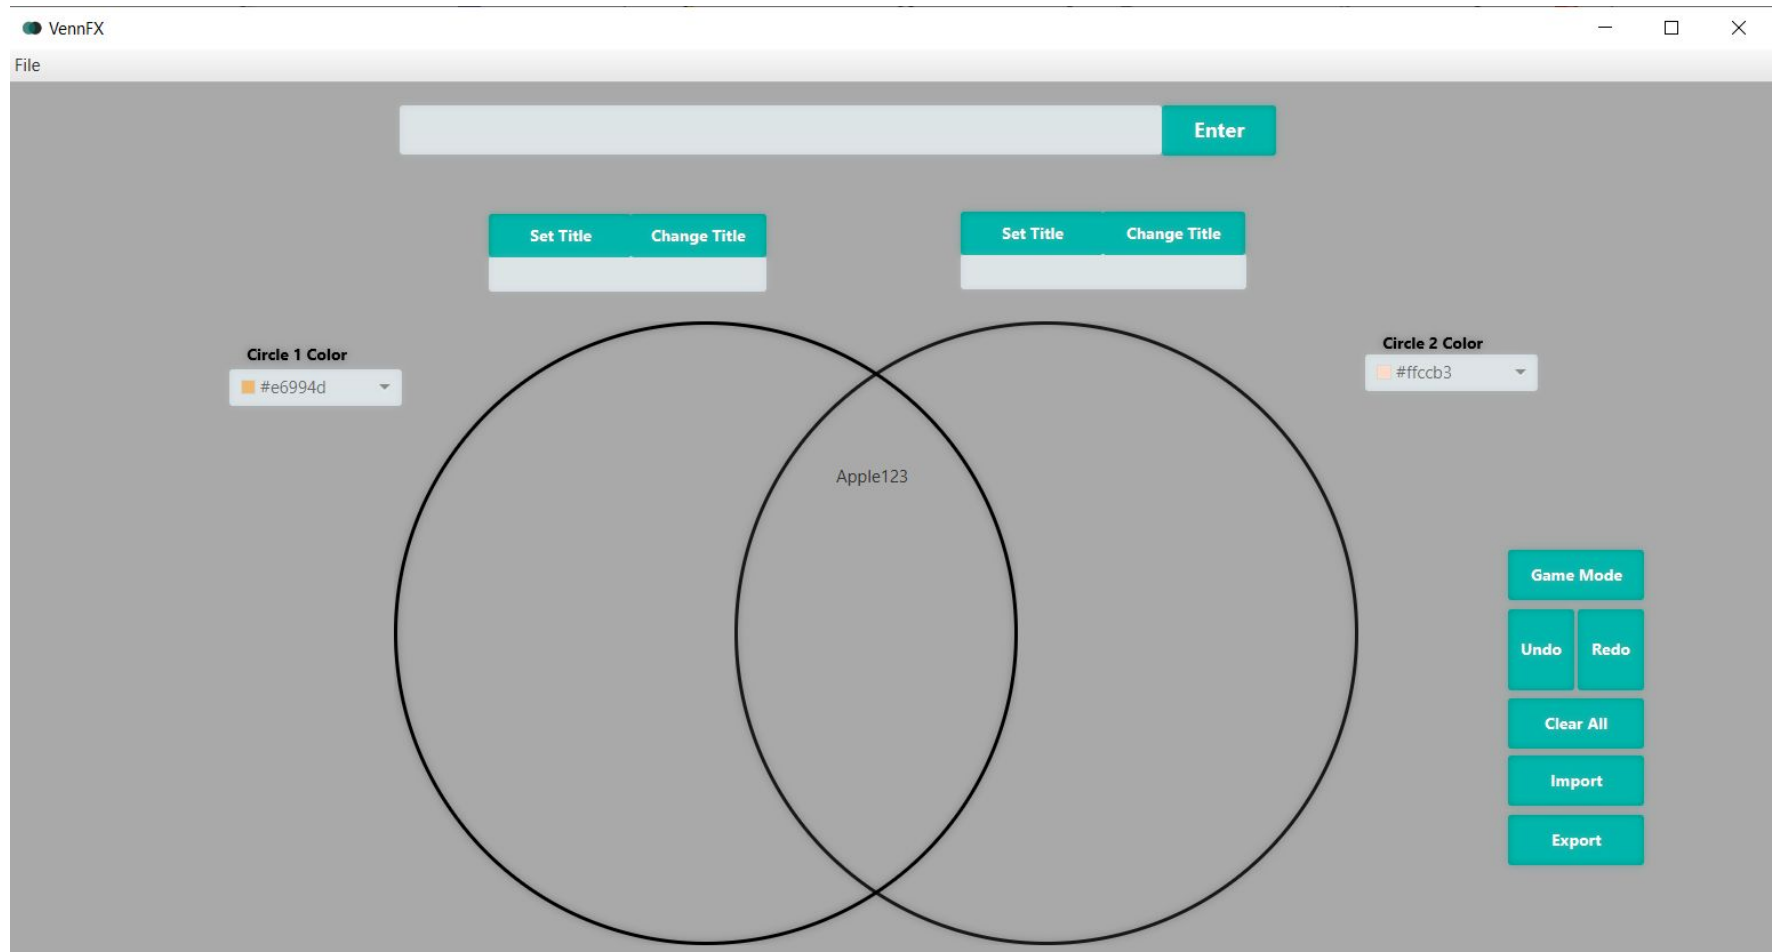 VennFX
File
Enter
Set Title Change Title
Set Title Change Title
Circle 1 Color
#e6994d
Circle 2 Color
#ffccb3
Apple123
Game Mode
Undo Redo
Clear All
Import
Export